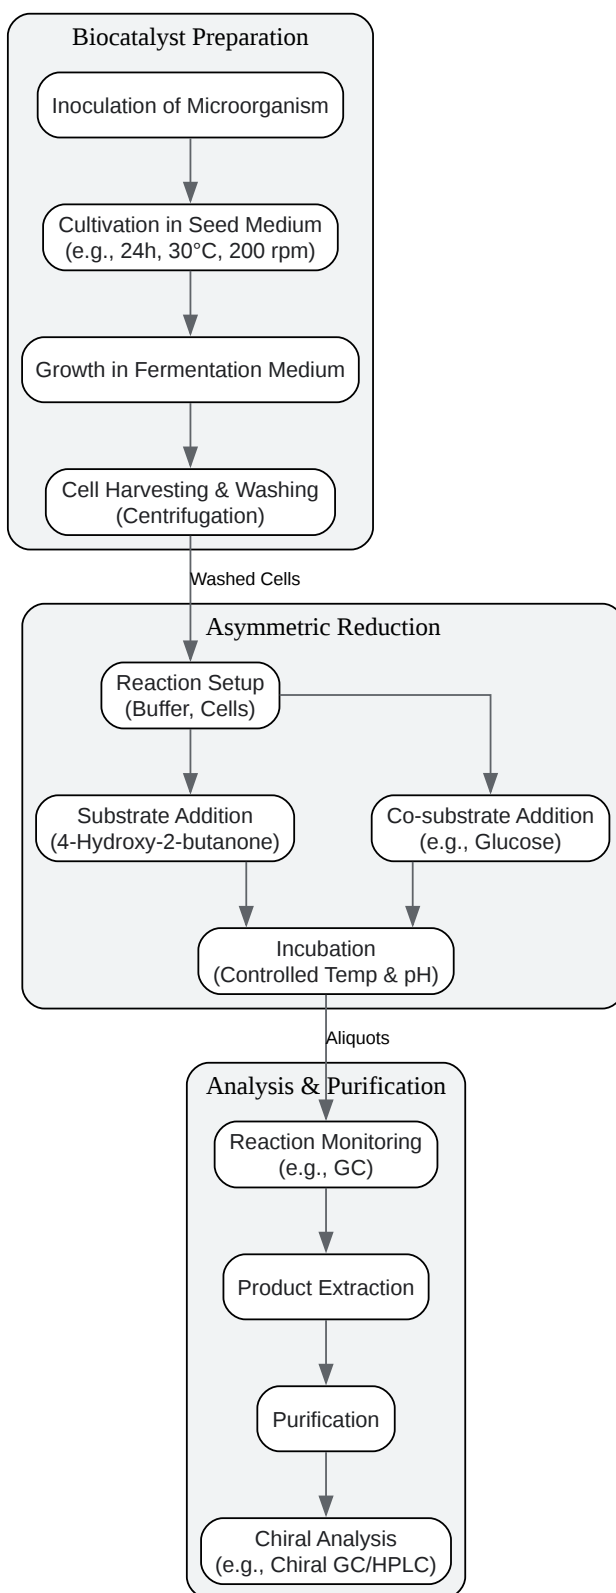 Biocatalyst Preparation
Inoculation of Microorganism
Cultivation in Seed Medium
(e.g., 24h, 30°C, 200 rpm)
Growth in Fermentation Medium
Cell Harvesting & Washing
(Centrifugation)
Washed Cells
Asymmetric Reduction
Reaction Setup
(Buffer, Cells)
Substrate Addition
(4-Hydroxy-2-butanone)
Co-substrate Addition
(e.g., Glucose)
Incubation
(Controlled Temp & pH)
Aliquots
Analysis & Purification
Reaction Monitoring
(e.g., GC)
Product Extraction
Purification
Chiral Analysis
(e.g., Chiral GC/HPLC)